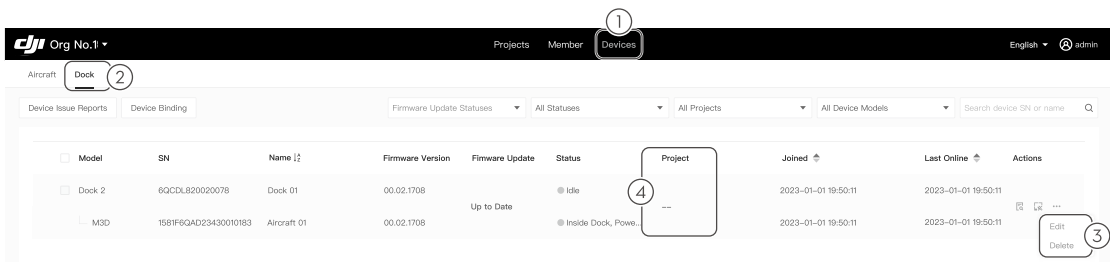 1
dji Org No.1 Projects Member Devices English admin
Aircraft Dock 2
Device Issue Reports Device Binding Firmware Update Statuses All Statuses All Projects All Device Models Search device SN or name
Model SN Name Firmware Version Fimware Update Status Project Joined Last Online Actions
Dock 2 6QCDL820020078 Dock 01 00.02.1708 Idle 2023-01-01 19:50:11 2023-01-01 19:50:11
4
Up to Date -- ...
M3D 1581F6QAD23430010183 Aircraft 01 00.02.1708 Inside Dock, Powe... 2023-01-01 19:50:11 2023-01-01 19:50:11
Edit
3
Delete